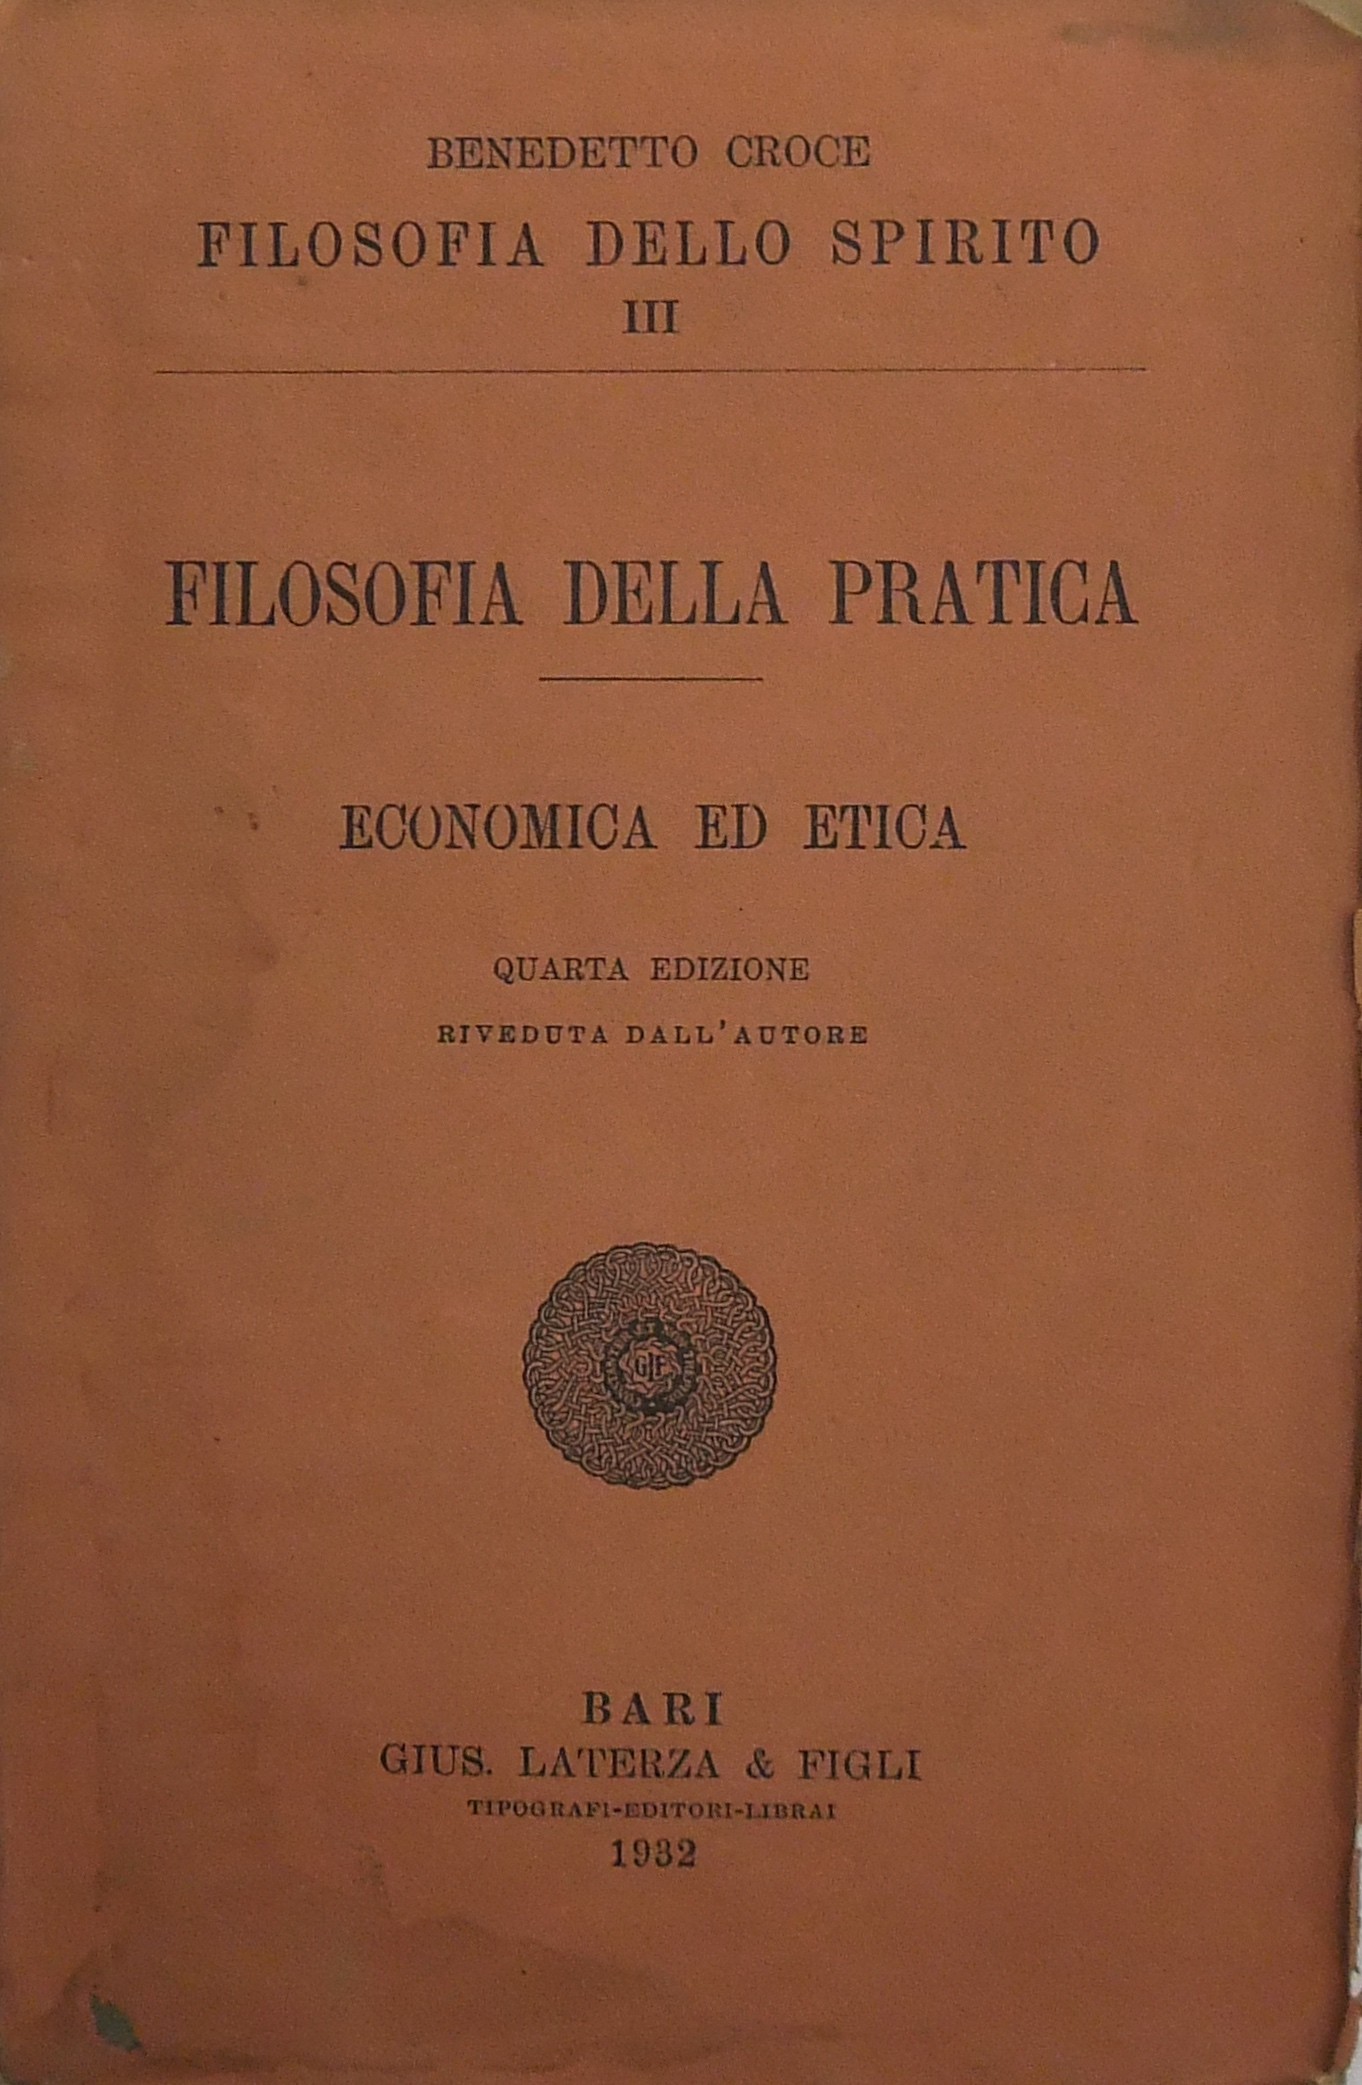 BENEDETTO CROCE
FILOSOFIA DELLO SPIRITO
III
FILOSOFIA DELLA PRATICA
ECONOMICA ED ETICA
QUARTA EDIZIONE
RIVEDUTA DALL'AUTORE
GLF
BARI
GIUS. LATERZA & FIGLI
TIPOGRAFI-EDITORI-LIBRAI
1932